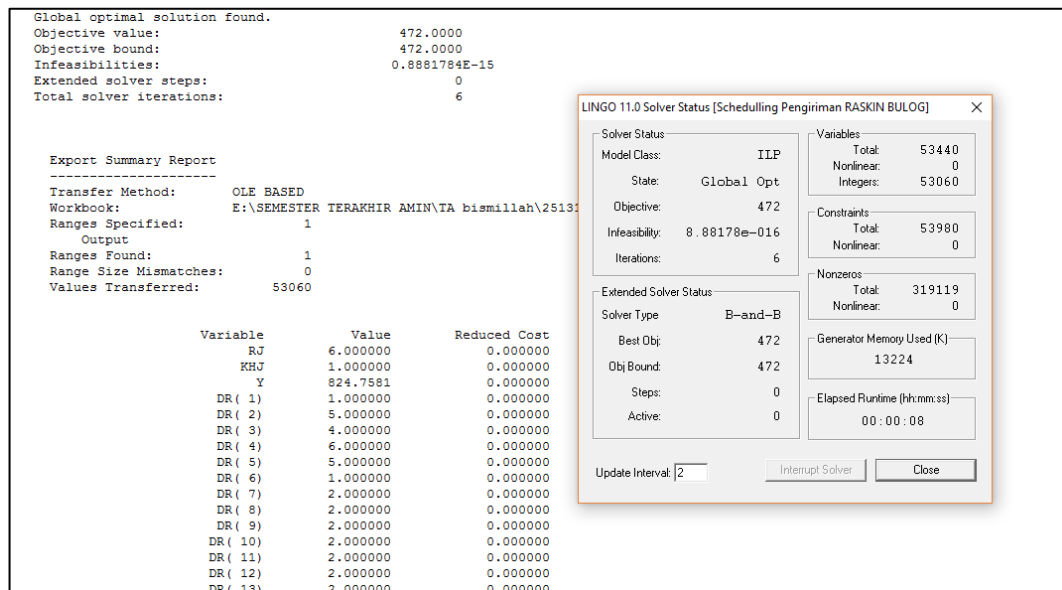 Global optimal solution found.
Objective value: 472.0000
Objective bound: 472.0000
Infeasibilities: 0.8881784E-15
Extended solver steps: 0
Total solver iterations: 6
Export Summary Report
---------------------
Transfer Method: OLE BASED
Workbook: E:\SEMESTER TERAKHIR AMIN\TA bismillah\25131
Ranges Specified: 1
Output
Ranges Found: 1
Range Size Mismatches: 0
Values Transferred: 53060
Variable Value Reduced Cost
RJ 6.000000 0.000000
KHJ 1.000000 0.000000
Y 824.7581 0.000000
DR( 1) 1.000000 0.000000
DR( 2) 5.000000 0.000000
DR( 3) 4.000000 0.000000
DR( 4) 6.000000 0.000000
DR( 5) 5.000000 0.000000
DR( 6) 1.000000 0.000000
DR( 7) 2.000000 0.000000
DR( 8) 2.000000 0.000000
DR( 9) 2.000000 0.000000
DR( 10) 2.000000 0.000000
DR( 11) 2.000000 0.000000
DR( 12) 2.000000 0.000000
DR( 13) 2.000000 0.000000
LINGO 11.0 Solver Status [Schedulling Pengiriman RASKIN BULOG]
Solver Status
Model Class: ILP
State: Global Opt
Objective: 472
Infeasibility: 8.88178e-016
Iterations: 6
Extended Solver Status
Solver Type B-and-B
Best Obj: 472
Obj Bound: 472
Steps: 0
Active: 0
Update Interval: 2
Variables
Total: 53440
Nonlinear: 0
Integers: 53060
Constraints
Total: 53980
Nonlinear: 0
Nonzeros
Total: 319119
Nonlinear: 0
Generator Memory Used (K)
13224
Elapsed Runtime (hh:mm:ss)
00:00:08
Interrupt Solver
Close